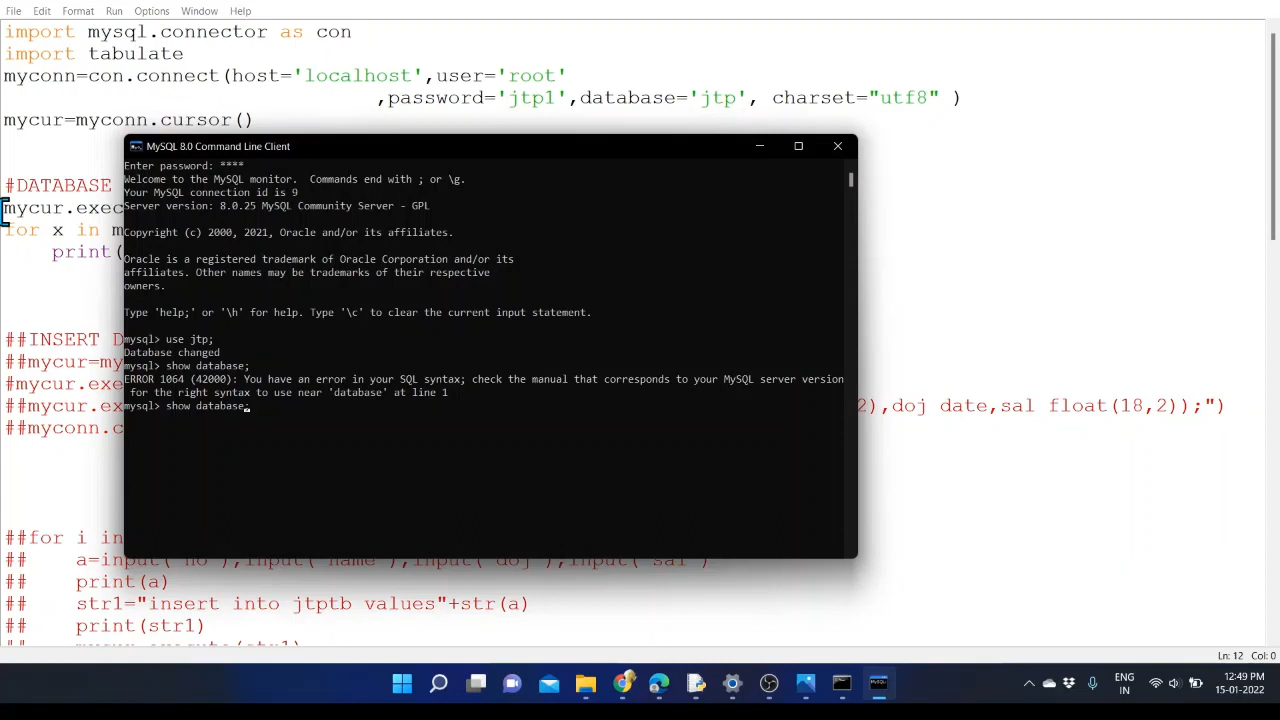 File Edit Format Run Options Window Help
import mysql.connector as con
import tabulate
myconn=con.connect(host='localhost',user='root'
,password='jtp1',database='jtp', charset="utf8" )
mycur=myconn.cursor()
MySQL 8.0 Command Line Client
Enter password: ****
Welcome to the MySQL monitor.  Commands end with ; or \g.
Your MySQL connection id is 9
Server version: 8.0.25 MySQL Community Server - GPL
Copyright (c) 2000, 2021, Oracle and/or its affiliates.
Oracle is a registered trademark of Oracle Corporation and/or its
affiliates. Other names may be trademarks of their respective
owners.
Type 'help;' or '\h' for help. Type '\c' to clear the current input statement.
mysql> use jtp;
Database changed
mysql> show database;
ERROR 1064 (42000): You have an error in your SQL syntax; check the manual that corresponds to your MySQL server version
for the right syntax to use near 'database' at line 1
mysql> show database;
#DATABASE
mycur.exec
for x in m
print(
##INSERT D
##mycur=my
#mycur.exe
##mycur.ex 2),doj date,sal float(18,2));")
##myconn.c
##for i in
## a=input("no"),input("name"),input("doj"),input("sal")
## print(a)
## str1="insert into jtptb values"+str(a)
## print(str1)
## mycur.execute(str1)
Ln: 12 Col: 0
ENG
IN
12:49 PM
15-01-2022